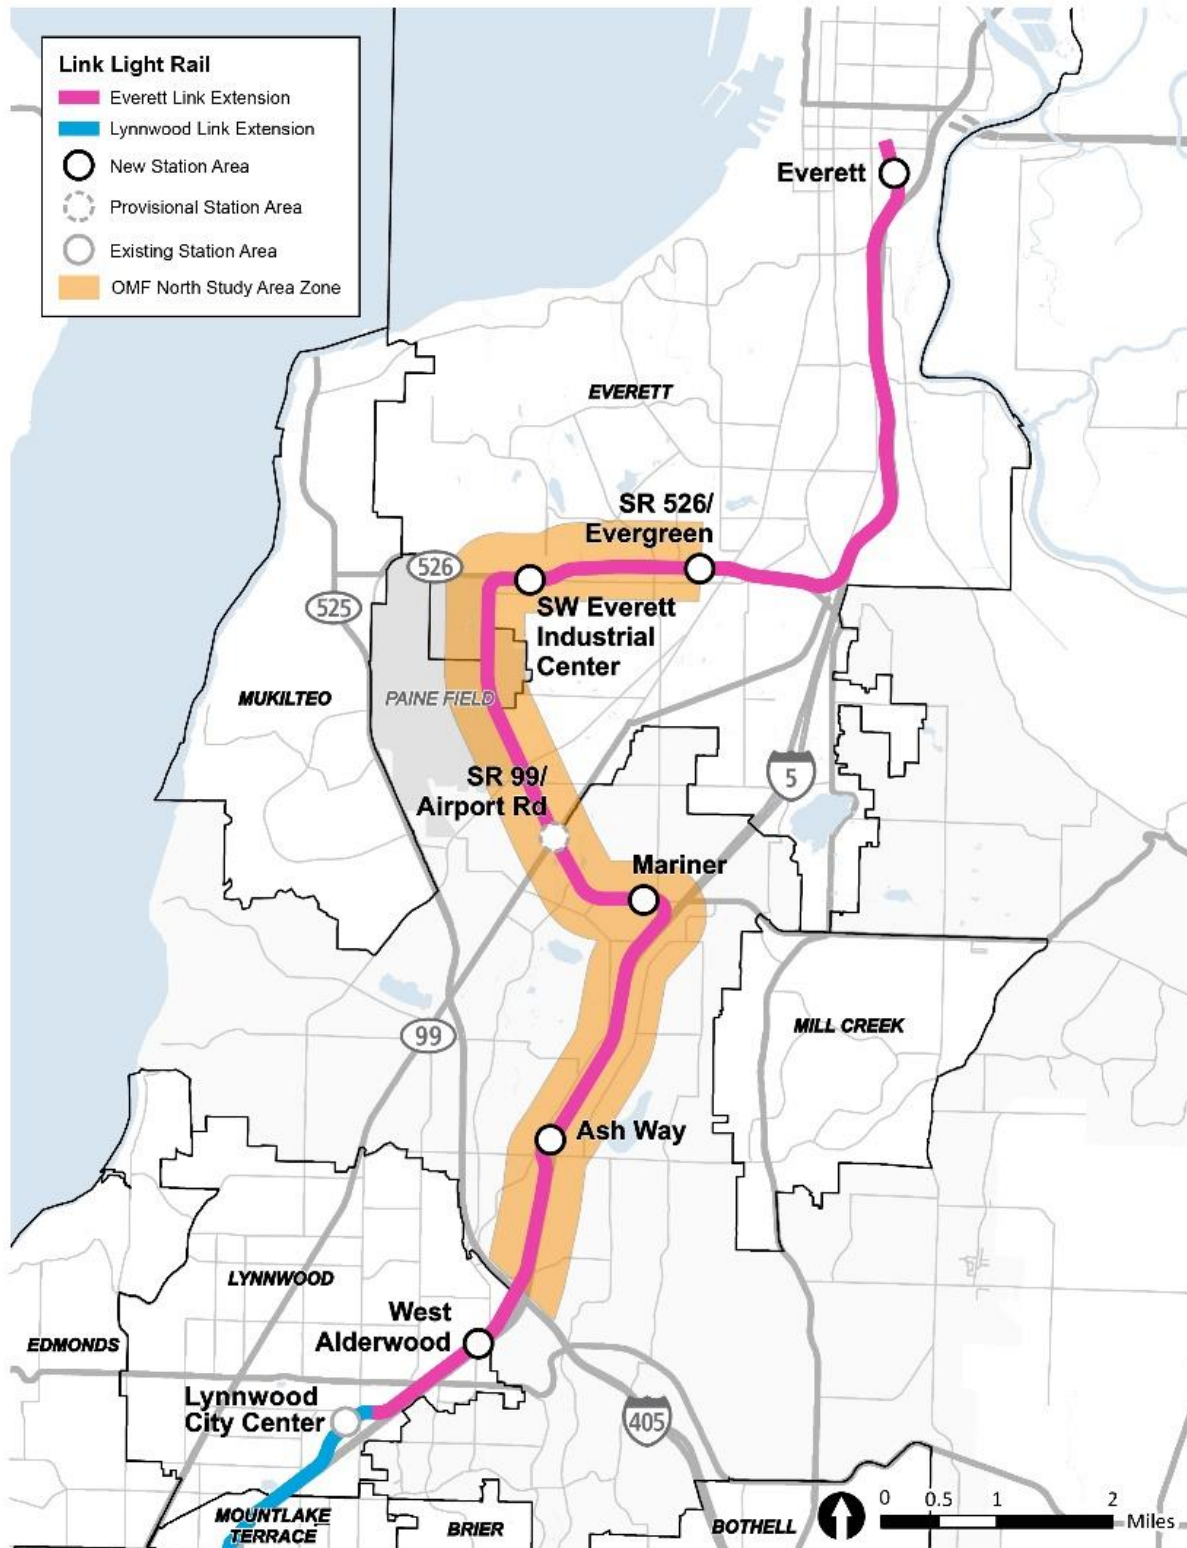 Link Light Rail
Everett Link Extension
Lynnwood Link Extension
New Station Area
Provisional Station Area
Existing Station Area
OMF North Study Area Zone
Everett
EVERETT
SR 526/
Evergreen
526
525
SW Everett
Industrial
Center
MUKILTEO
PAINE FIELD
SR 99/
Airport Rd
5
Mariner
99
MILL CREEK
Ash Way
LYNNWOOD
West
Alderwood
EDMONDS
Lynnwood
City Center
405
MOUNTLAKE
TERRACE
BRIER
BOTHELL
0 0.5 1 2
Miles